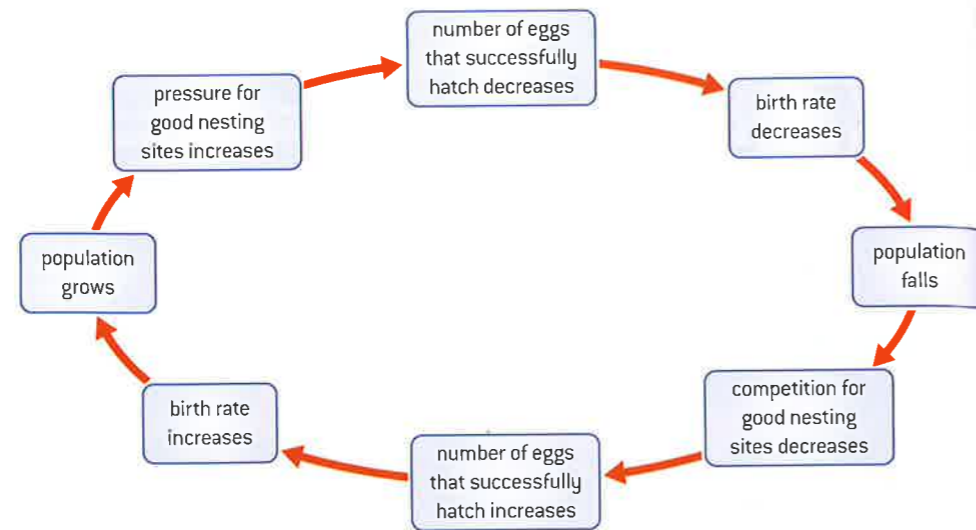 number of eggs
that successfully
hatch decreases
birth rate
decreases
population
falls
competition for
good nesting
sites decreases
number of eggs
that successfully
hatch increases
birth rate
increases
population
grows
pressure for
good nesting
sites increases